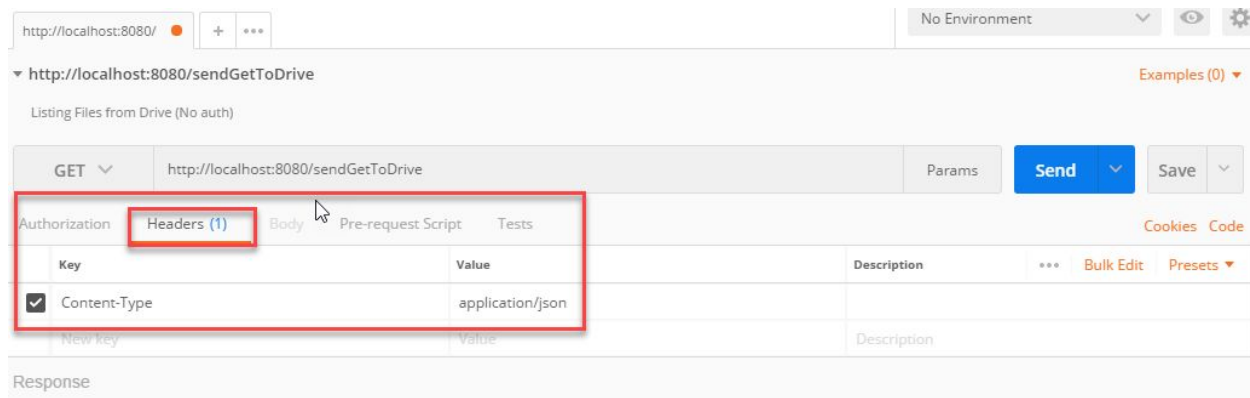 http://localhost:8080/ + •••
No Environment
http://localhost:8080/sendGetToDrive
Examples (0)
Listing Files from Drive (No auth)
GET http://localhost:8080/sendGetToDrive Params Send Save
Authorization Headers (1) Body Pre-request Script Tests Cookies Code
Key Value Description ••• Bulk Edit Presets
Content-Type application/json
New key Value Description
Response